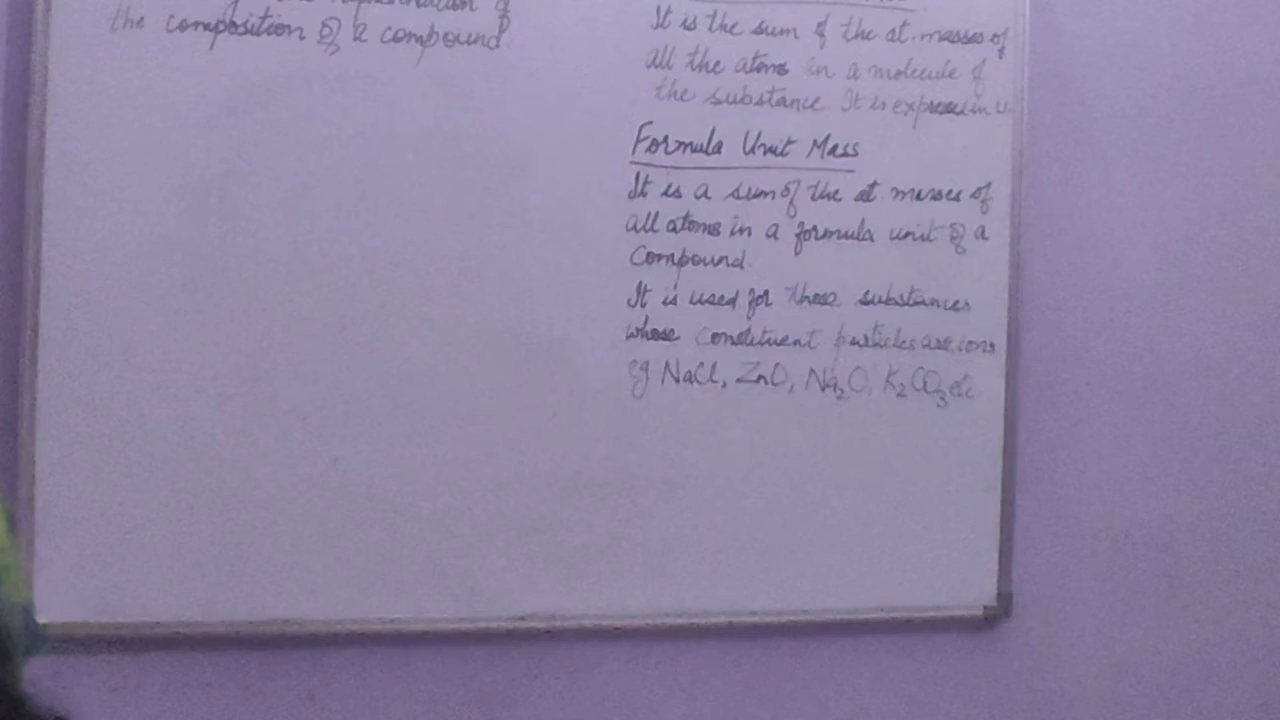 of
the composition of a compound.
It is the sum of the at. masses of
all the atoms in a molecule of
the substance. It is express in u.
Formula Unit Mass
It is a sum of the at masses of
all atoms in a formula unit of a
Compound.
It is used for those substances
whose constituent particles are ions
eg NaCl, ZnO, Na₂O, K₂CO₃ etc.